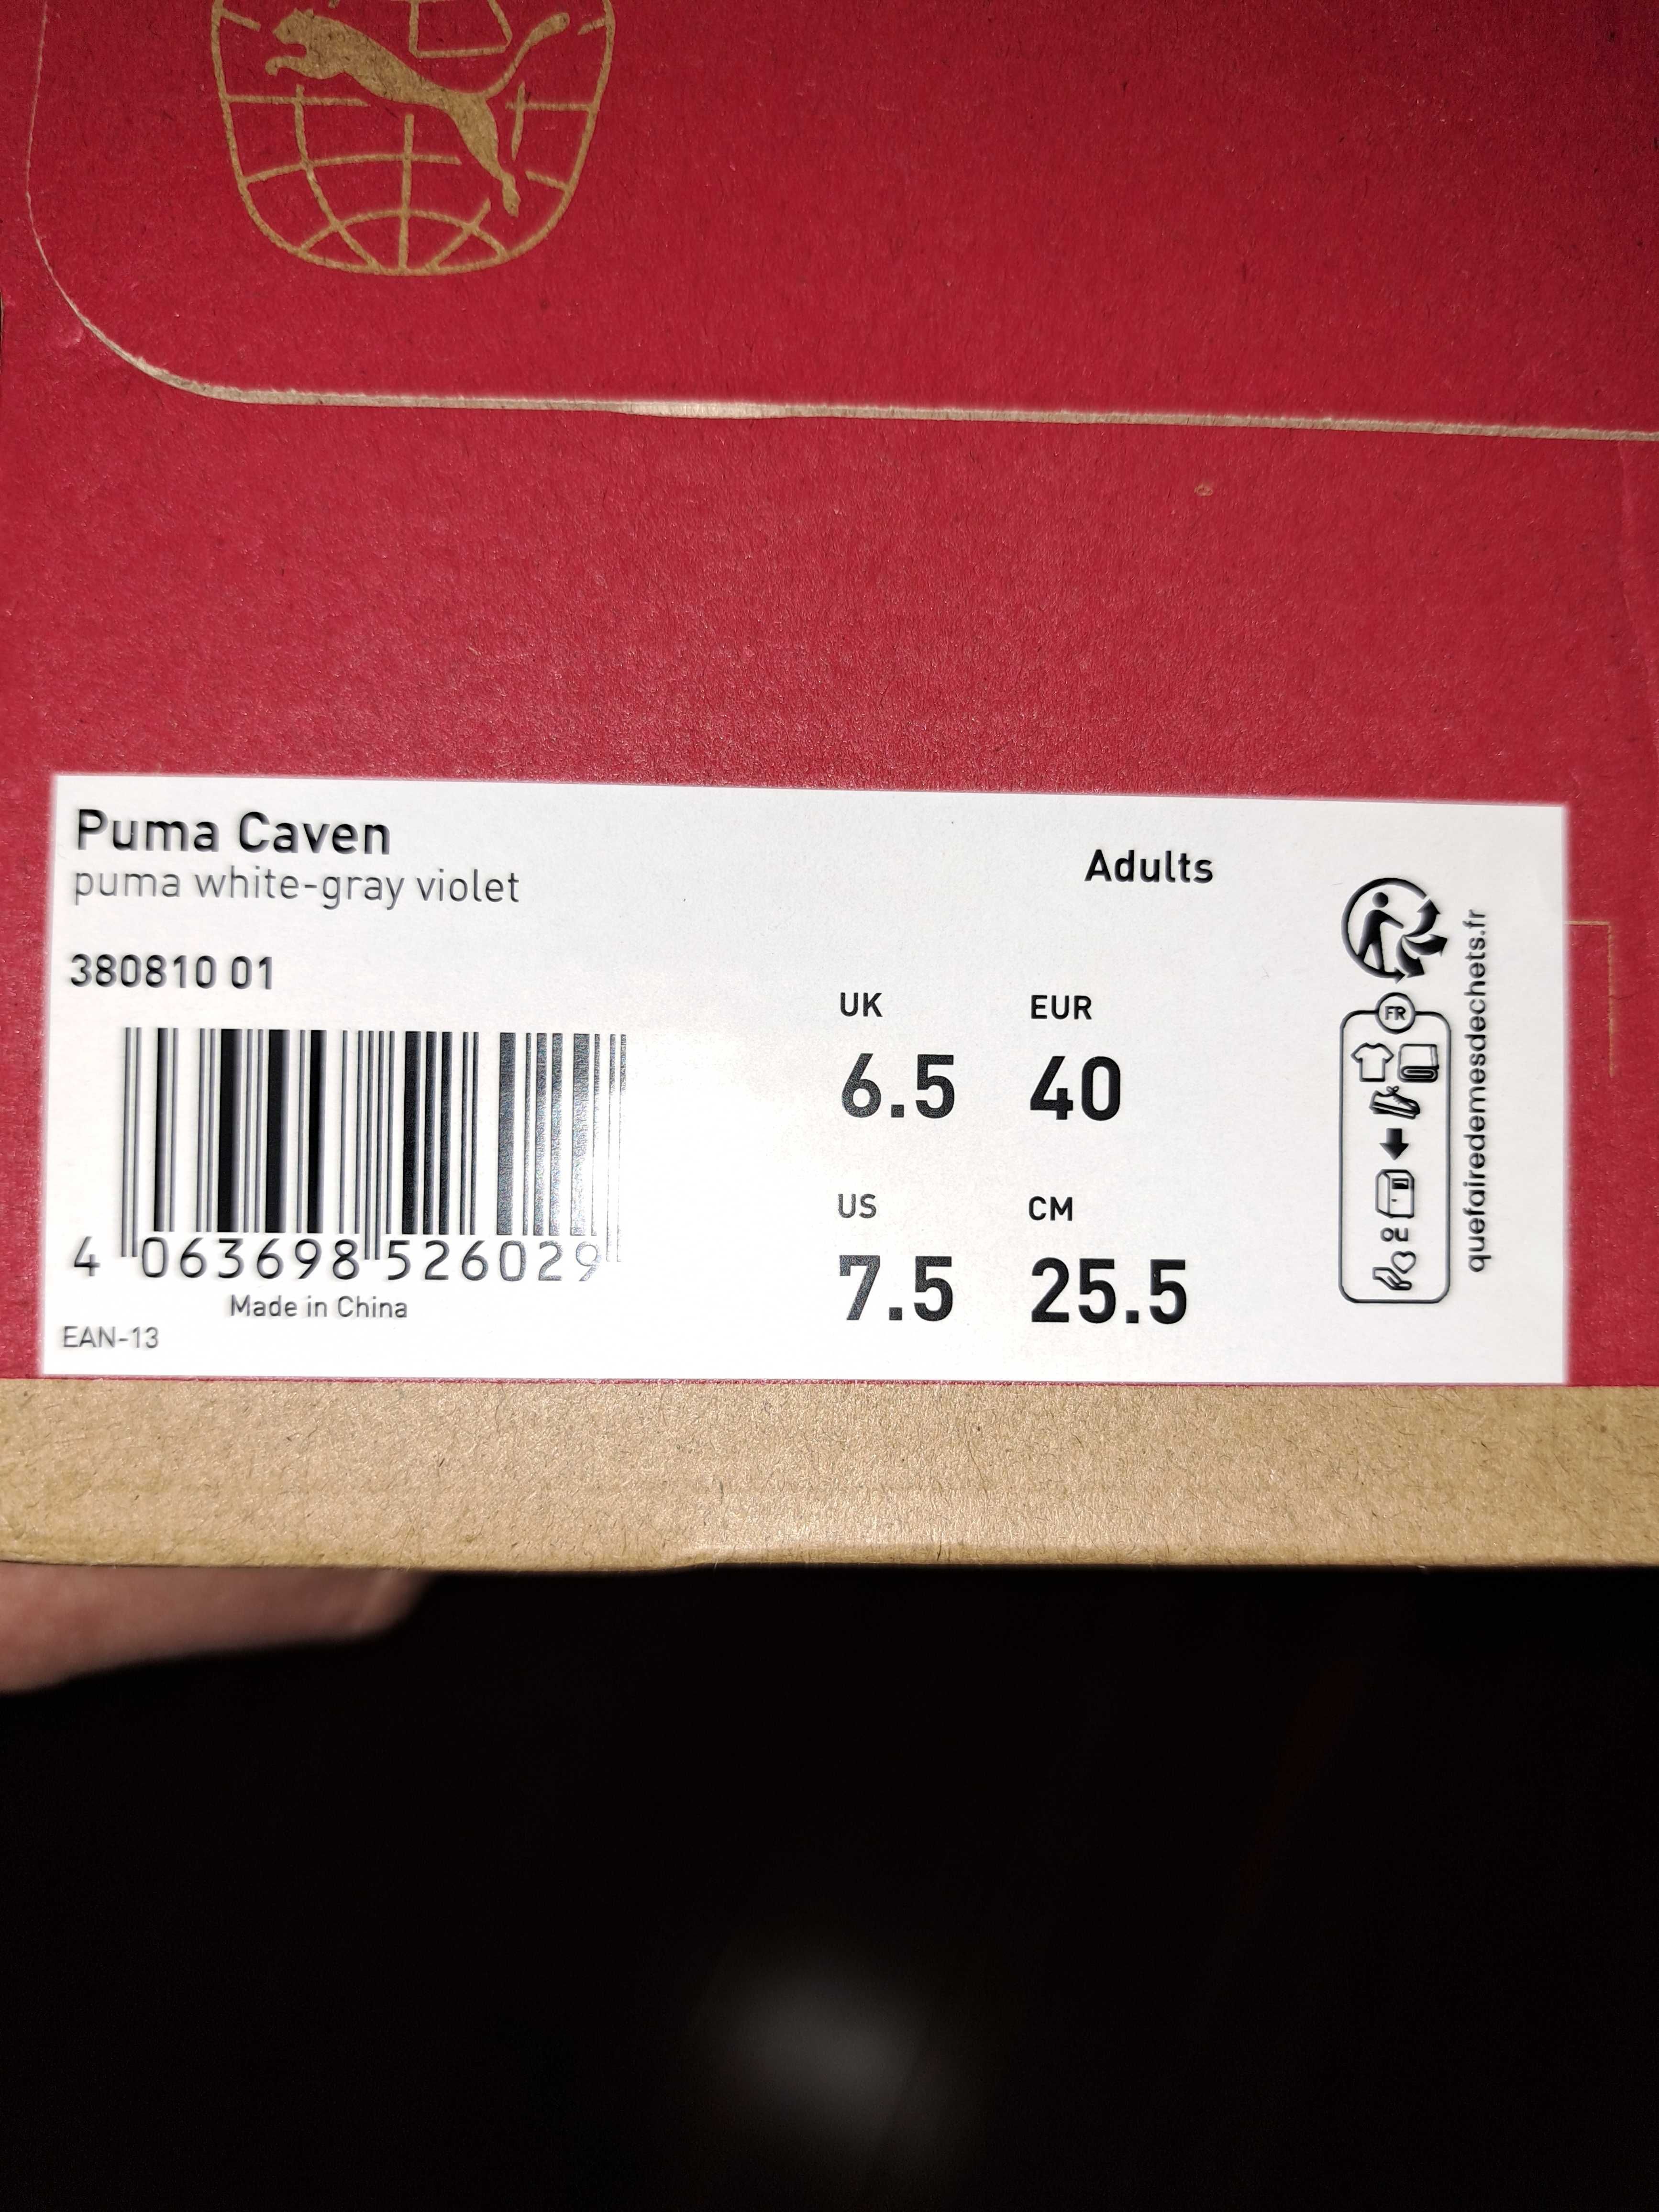 Puma Caven
puma white-gray violet
Adults
380810 01
UK EUR
6.5 40
US CM
7.5 25.5
4 063698 526029
Made in China
EAN-13
FR
ou
quefairedemesdechets.fr